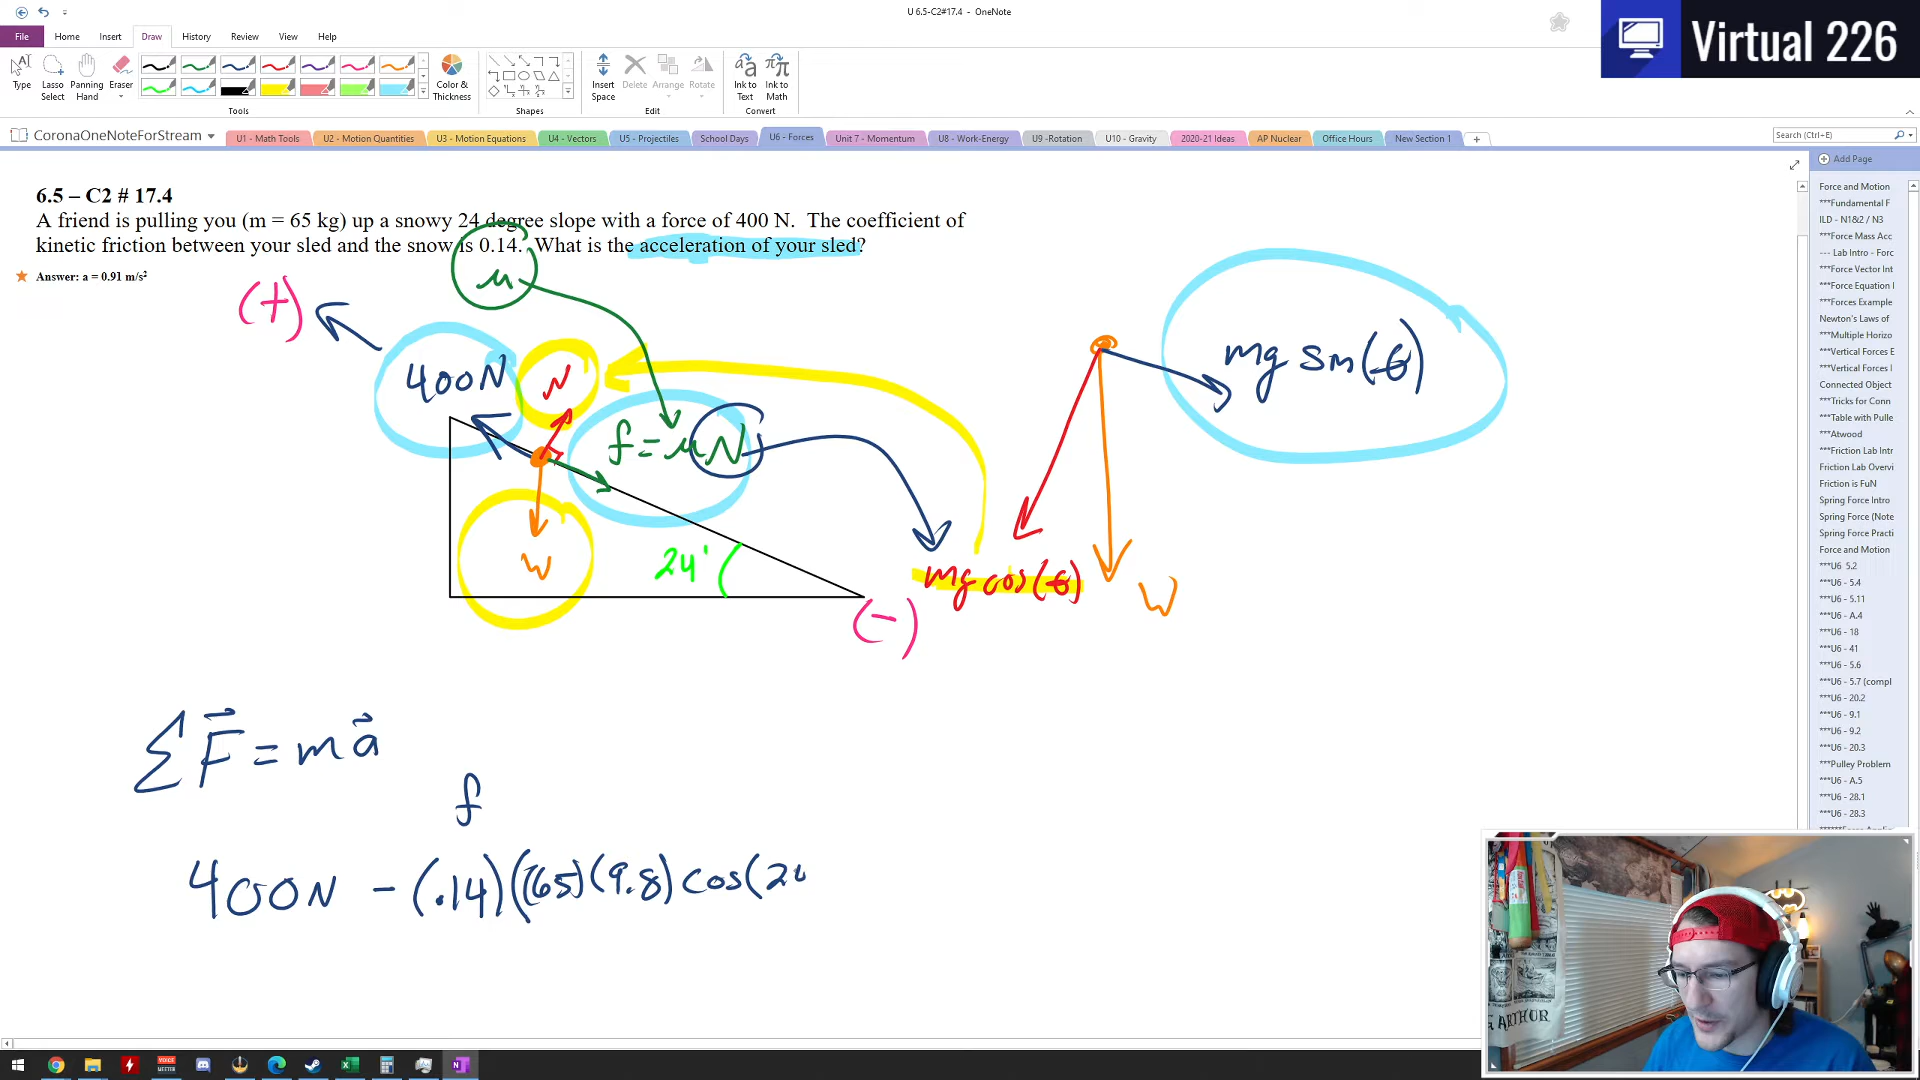 U 6.5-C2#17.4 - OneNote
Virtual 226
File Home Insert Draw History Review View Help
Type
Lasso Select
Panning Hand
Eraser
Color & Thickness
Insert Space
Delete
Arrange
Rotate
Ink to Text
Ink to Math
Tools
Shapes
Edit
Convert
CoronaOneNoteForStream
U1 - Math Tools
U2 - Motion Quantities
U3 - Motion Equations
U4 - Vectors
U5 - Projectiles
School Days
U6 - Forces
Unit 7 - Momentum
U8 - Work-Energy
U9 -Rotation
U10 - Gravity
2020-21 Ideas
AP Nuclear
Office Hours
New Section 1
Search (Ctrl+E)
Add Page
6.5 – C2 # 17.4
A friend is pulling you (m = 65 kg) up a snowy 24 degree slope with a force of 400 N. The coefficient of
kinetic friction between your sled and the snow is 0.14. What is the acceleration of your sled?
Answer: a = 0.91 m/s²
μ
(+)
400N
N
f = μN
mg sin(θ)
W
24°
mg cos(θ)
W
(-)
ΣF = ma
f
400N - (.14)((65)(9.8)cos(24
Force and Motion
***Fundamental F
ILD - N1&2 / N3
***Force Mass Acc
--- Lab Intro - Forc
***Force Vector Int
***Force Equation I
***Forces Example
Newton's Laws of
***Multiple Horizo
***Vertical Forces E
***Vertical Forces I
Connected Object
***Tricks for Conn
***Table with Pulle
***Atwood
***Friction Lab Intr
Friction Lab Overvi
Friction is FuN
Spring Force Intro
Spring Force (Note
Spring Force Practi
Force and Motion
***U6 5.2
***U6 - 5.4
***U6 - 5.11
***U6 - A.4
***U6 - 18
***U6 - 41
***U6 - 5.6
***U6 - 5.7 (compl
***U6 - 20.2
***U6 - 9.1
***U6 - 9.2
***U6 - 20.3
***Pulley Problem
***U6 - A.5
***U6 - 28.1
***U6 - 28.3
ARTHUR